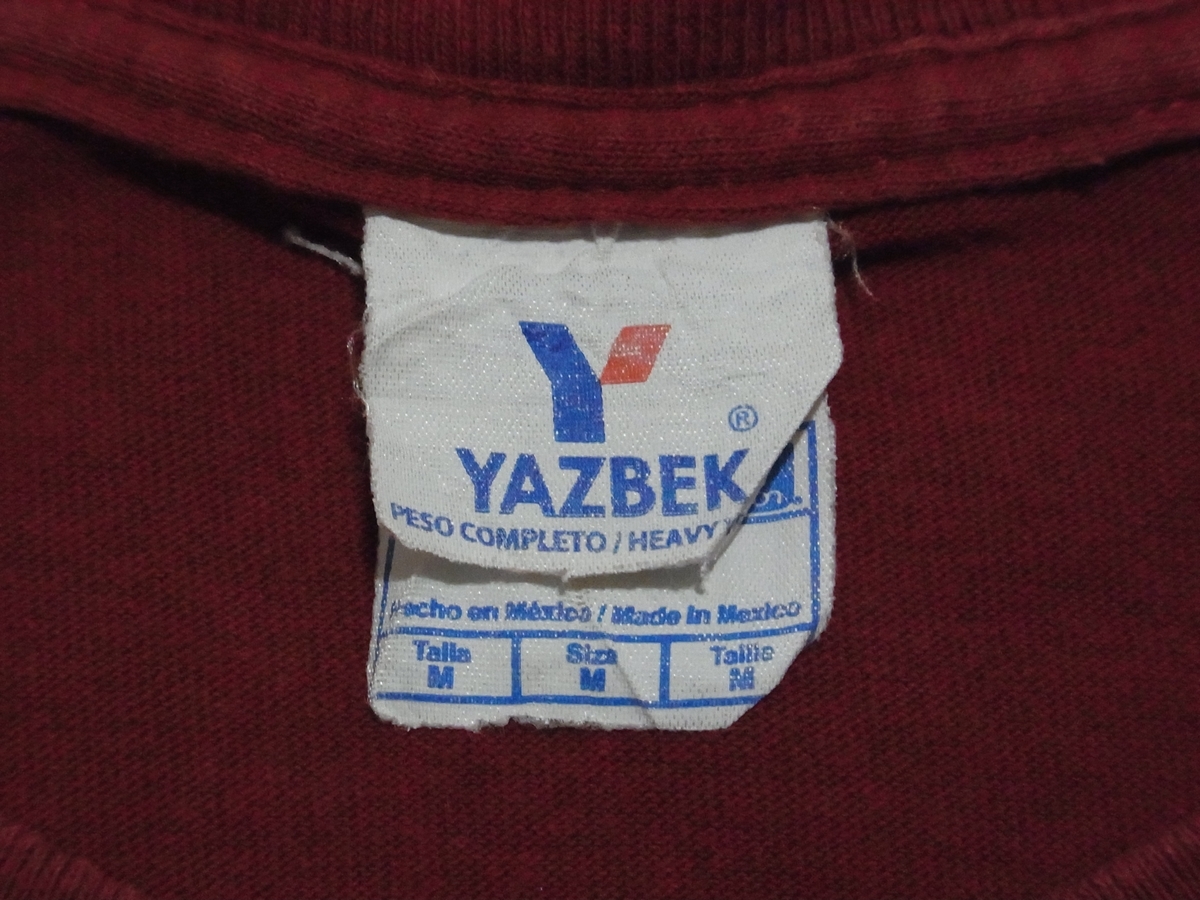 Y
®
YAZBEK
PESO COMPLETO / HEAVY
Hecho en México / Made in Mexico
Talla Size Taille
M M M